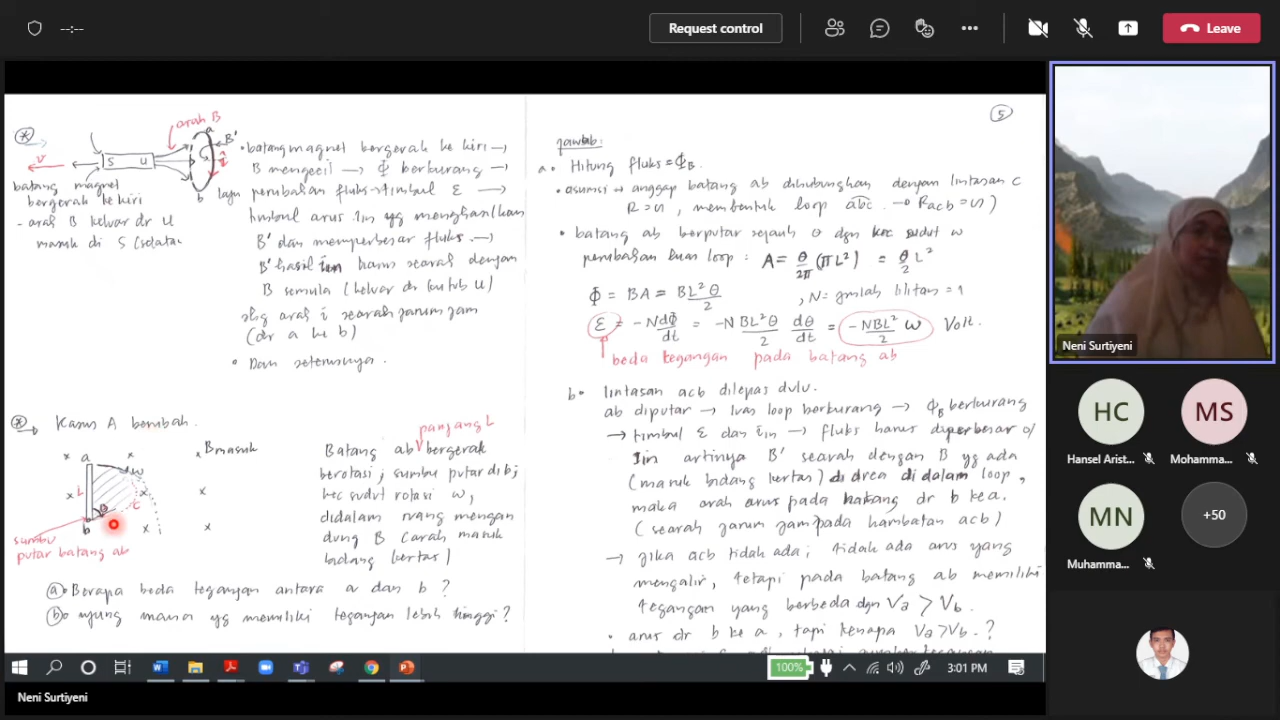 --:--
Request control
Leave
*
arah B
a
B'
v
S U
i
b
batang magnet
bergerak ke kiri
- arah B keluar dr U
masuk di S (selatan
• batang magnet bergerak ke kiri →
B mengecil → Φ berkurang →
laju perubahan fluks → timbul ε →
timbul arus iin yg menghasilkan
B' dan memperbesar fluks →
B' hasil iin harus searah dengan
B semula (keluar dr kutub U)
shg arah i searah jarum jam
(dr a ke b)
• Dan seterusnya.
* Kasus A berubah.
a
ω
B masuk
L
θ
c
b
sumbu
putar batang ab
panjang L
Batang ab bergerak
berotasi, sumbu putar di b,
kec sudut rotasi ω,
didalam ruang mengan
dung B (arah masuk
bidang kertas)
a. Berapa beda tegangan antara a dan b ?
b. ujung mana yg memiliki tegangan lebih tinggi ?
5
jawab:
a. Hitung fluks = ΦB.
• asumsi → anggap batang ab dihubungkan dengan lintasan C
, membentuk loop abc.
• batang ab berputar sejauh θ dgn kec sudut ω
perubahan luas loop : A = θ/2π (πL²) = θ/2 L²
Φ = BA = BL²θ/2 , N = jmlah lilitan = 1
ε = -N dΦ/dt = -N BL²θ/2 dθ/dt = -NBL²/2 ω Volt.
beda tegangan pada batang ab
b • lintasan acb dilepas dulu.
ab diputar → luas loop berkurang → ΦB berkurang
→ timbul ε dan iin → fluks harus diperbesar o/
Iin artinya B' searah dengan B yg ada
(masuk bidang kertas) di area di dalam loop,
maka arah arus pada batang dr b ke a.
(searah jarum jam pada hambatan acb)
→ jika acb tidak ada, tidak ada arus yang
mengalir, tetapi pada batang ab memiliki
tegangan yang berbeda dgn Va > Vb.
• arus dr b ke a, tapi kenapa Va > Vb. ?
Neni Surtiyeni
HC
MS
Hansel Arist...
Mohamma...
MN
+50
Muhamma...
100%
3:01 PM
Neni Surtiyeni